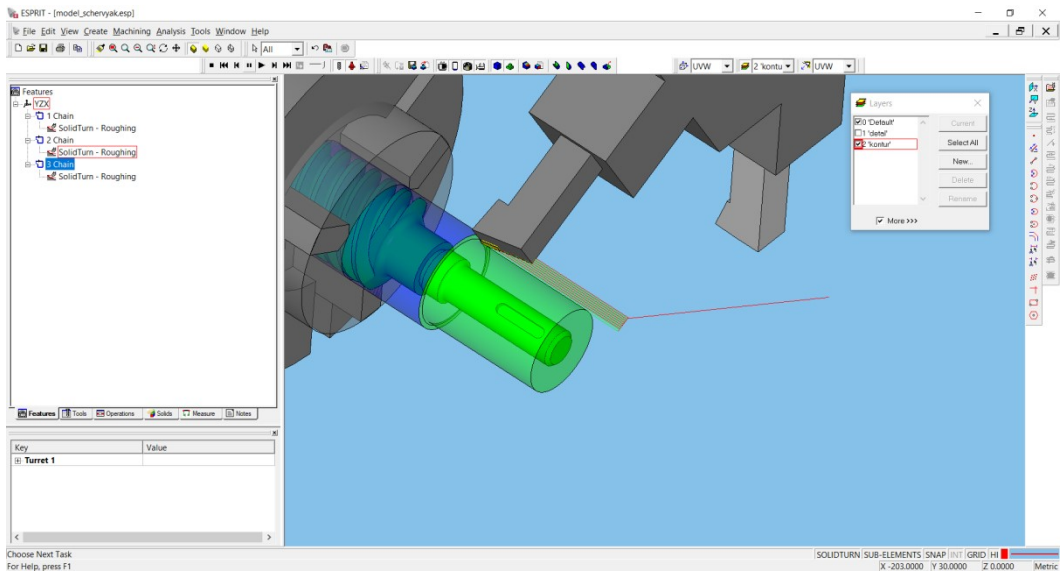 ESPRIT - [model_schervyak.esp]
File Edit View Create Machining Analysis Tools Window Help
All
UVW 2 'kontu UVW
Features
YZX
1 Chain
SolidTurn - Roughing
2 Chain
SolidTurn - Roughing
3 Chain
SolidTurn - Roughing
Layers
0 'Default'
1 'detel'
2 'kontur'
Current
Select All
New...
Delete
Rename
More >>>
Features Tools Operations Solids Measure Notes
Key Value
Turret 1
Choose Next Task
SOLIDTURN SUB-ELEMENTS SNAP INT GRID HI
For Help, press F1
X -203.0000 Y 30.0000 Z 0.0000 Metric